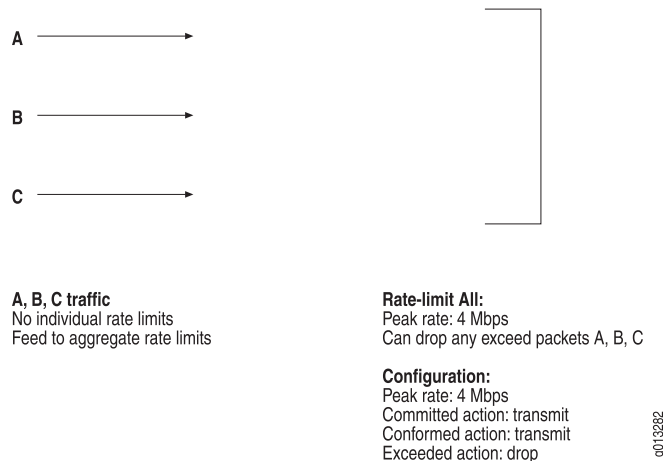 A
B
C
A, B, C traffic
No individual rate limits
Feed to aggregate rate limits
Rate-limit All:
Peak rate: 4 Mbps
Can drop any exceed packets A, B, C
Configuration:
Peak rate: 4 Mbps
Committed action: transmit
Conformed action: transmit
Exceeded action: drop
g013282